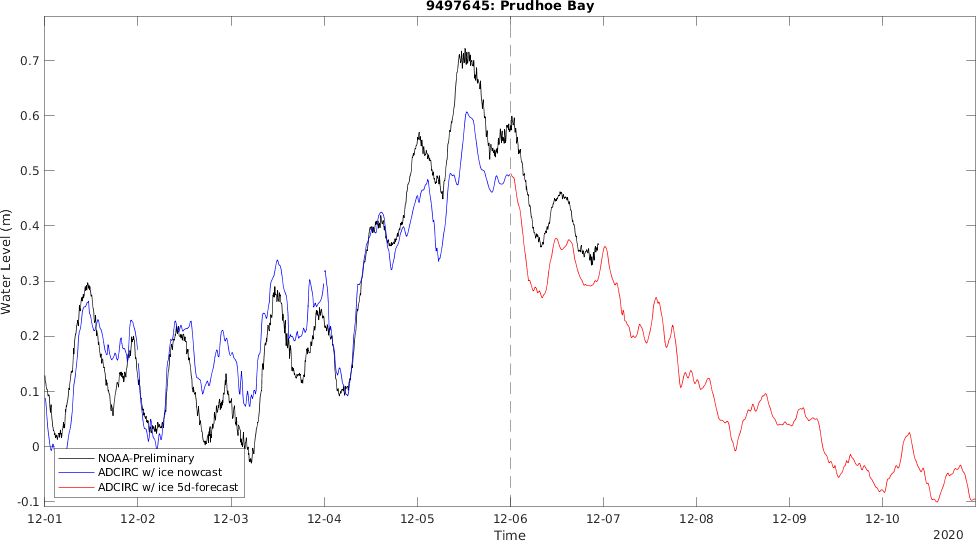 9497645: Prudhoe Bay
Water Level (m)
0.7
0.6
0.5
0.4
0.3
0.2
0.1
0
-0.1
NOAA-Preliminary
ADCIRC w/ ice nowcast
ADCIRC w/ ice 5d-forecast
12-01 12-02 12-03 12-04 12-05 12-06 12-07 12-08 12-09 12-10
Time
2020